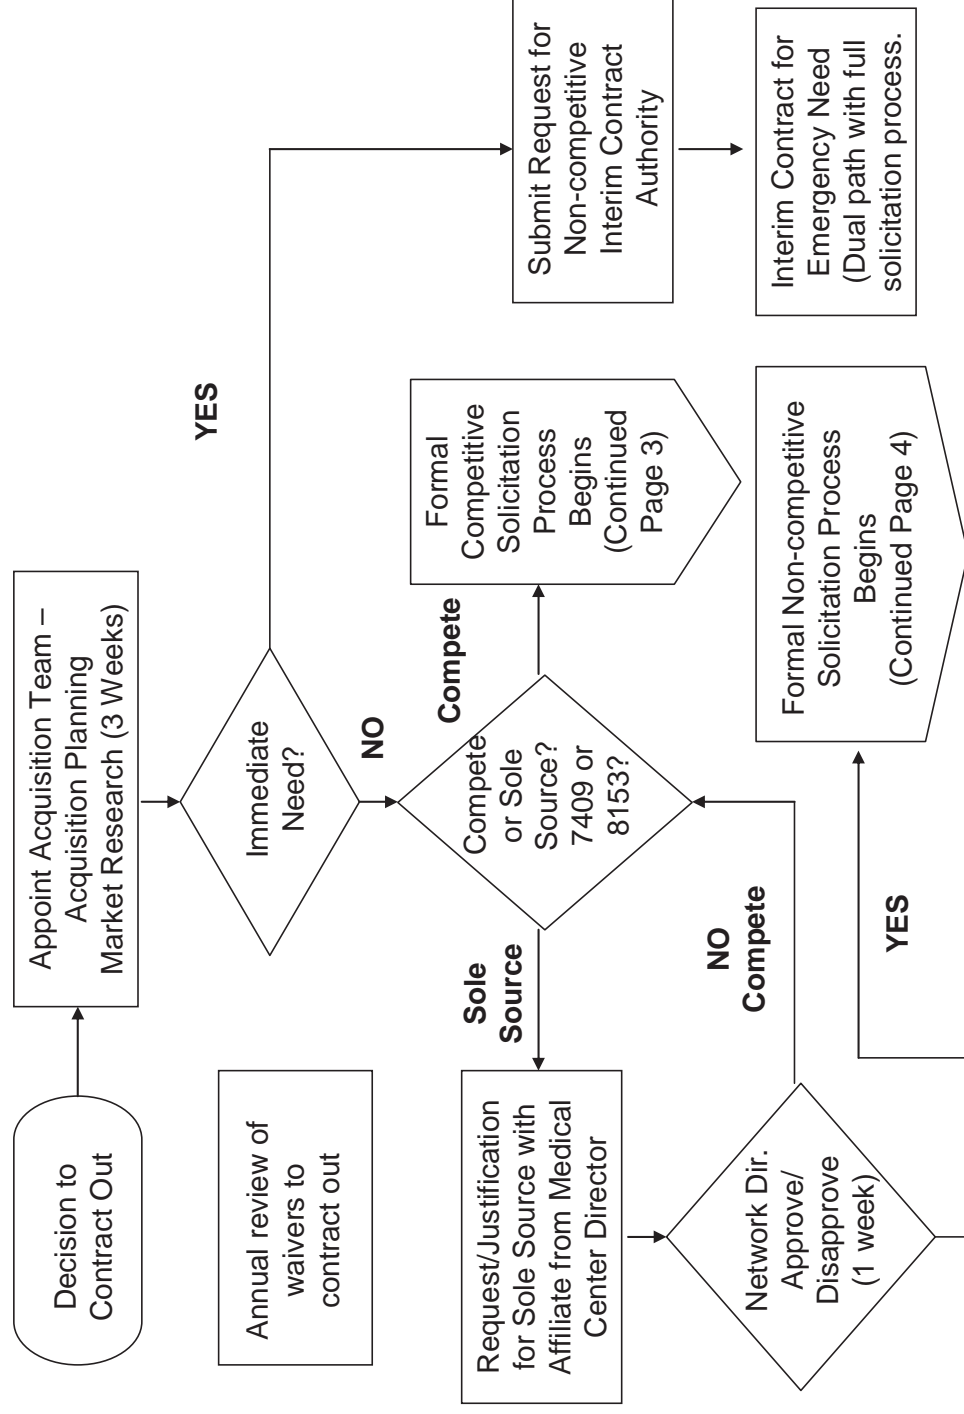 Decision to
Contract Out
Appoint Acquisition Team –
Acquisition Planning
Market Research (3 Weeks)
Annual review of
waivers to
contract out
Immediate
Need?
YES
NO
Submit Request for
Non-competitive
Interim Contract
Authority
Interim Contract for
Emergency Need
(Dual path with full
solicitation process.
Compete
or Sole
Source?
7409 or
8153?
Compete
Formal
Competitive
Solicitation
Process
Begins
(Continued
Page 3)
Sole
Source
Request/Justification
for Sole Source with
Affiliate from Medical
Center Director
Network Dir.
Approve/
Disapprove
(1 week)
NO
Compete
YES
Formal Non-competitive
Solicitation Process
Begins
(Continued Page 4)